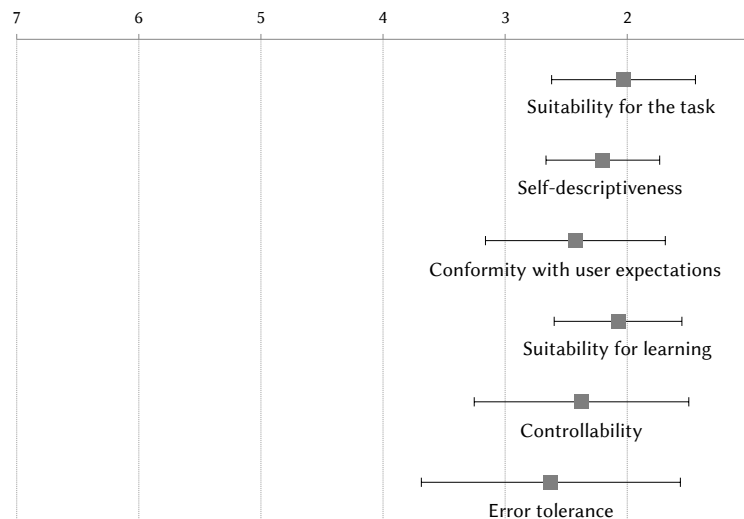 7 6 5 4 3 2
Suitability for the task
Self-descriptiveness
Conformity with user expectations
Suitability for learning
Controllability
Error tolerance